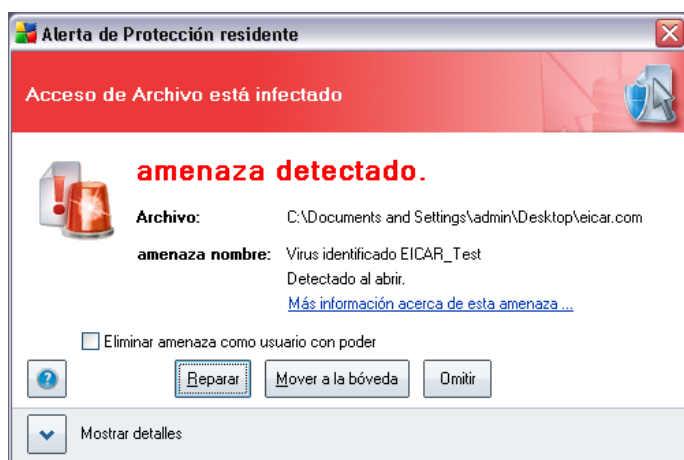 Alerta de Protección residente
Acceso de Archivo está infectado
amenaza detectado.
Archivo: C:\Documents and Settings\admin\Desktop\eicar.com
amenaza nombre: Virus identificado EICAR_Test
Detectado al abrir.
Más información acerca de esta amenaza ...
Eliminar amenaza como usuario con poder
Reparar Mover a la bóveda Omitir
Mostrar detalles